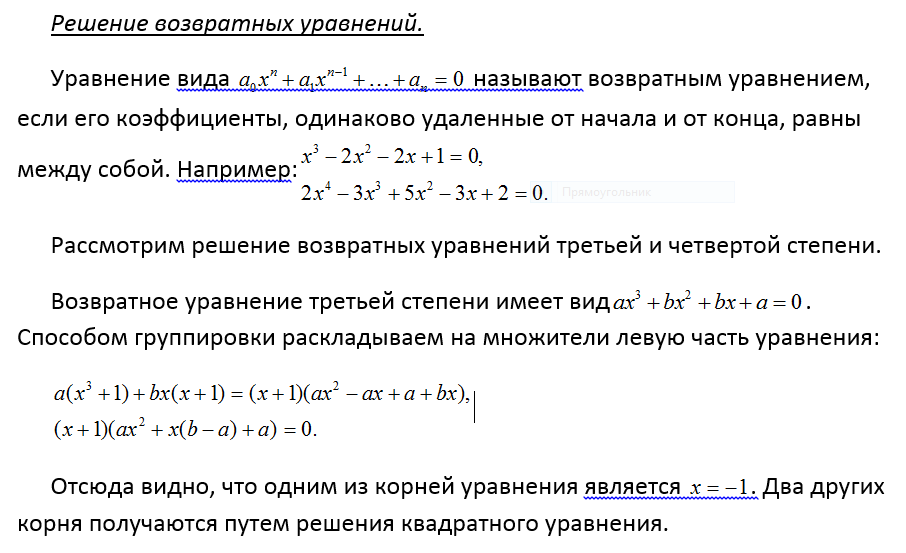 Решение возвратных уравнений.
Уравнение вида a₀xⁿ + a₁xⁿ⁻¹ + … + aₙ = 0 называют возвратным уравнением,
если его коэффициенты, одинаково удаленные от начала и от конца, равны
между собой. Например: x³ − 2x² − 2x + 1 = 0,
2x⁴ − 3x³ + 5x² − 3x + 2 = 0.
Прямоугольник
Рассмотрим решение возвратных уравнений третьей и четвертой степени.
Возвратное уравнение третьей степени имеет вид ax³ + bx² + bx + a = 0.
Способом группировки раскладываем на множители левую часть уравнения:
a(x³ + 1) + bx(x + 1) = (x + 1)(ax² − ax + a + bx),
(x + 1)(ax² + x(b − a) + a) = 0.
Отсюда видно, что одним из корней уравнения является x = −1. Два других
корня получаются путем решения квадратного уравнения.